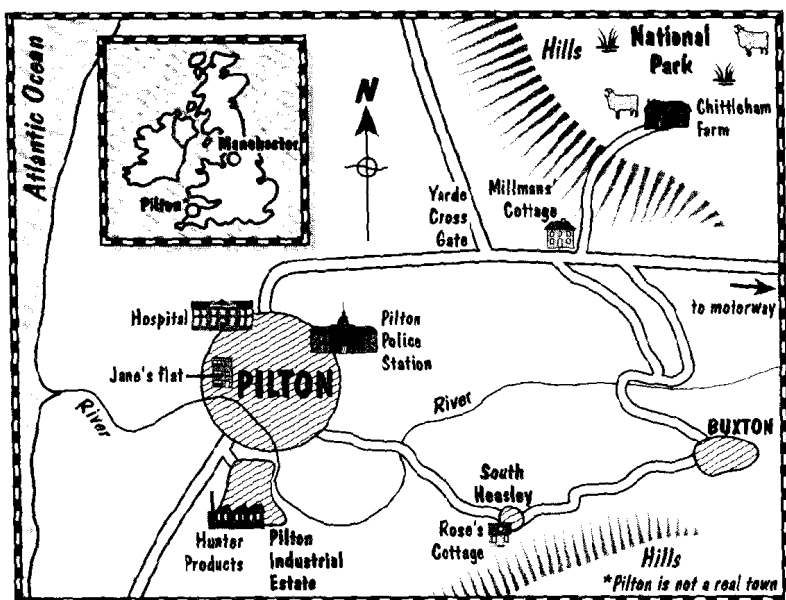 Atlantic Ocean
Manchester
Pilton
N
Hills
National
Park
Chittleham
Farm
Yarde
Cross
Gate
Millmans
Cottage
to motorway
Hospital
Pilton
Police
Station
Jane's flat
PILTON
River
River
BUXTON
South
Heasley
Rose's
Cottage
Hunter
Products
Pilton
Industrial
Estate
Hills
*Pilton is not a real town